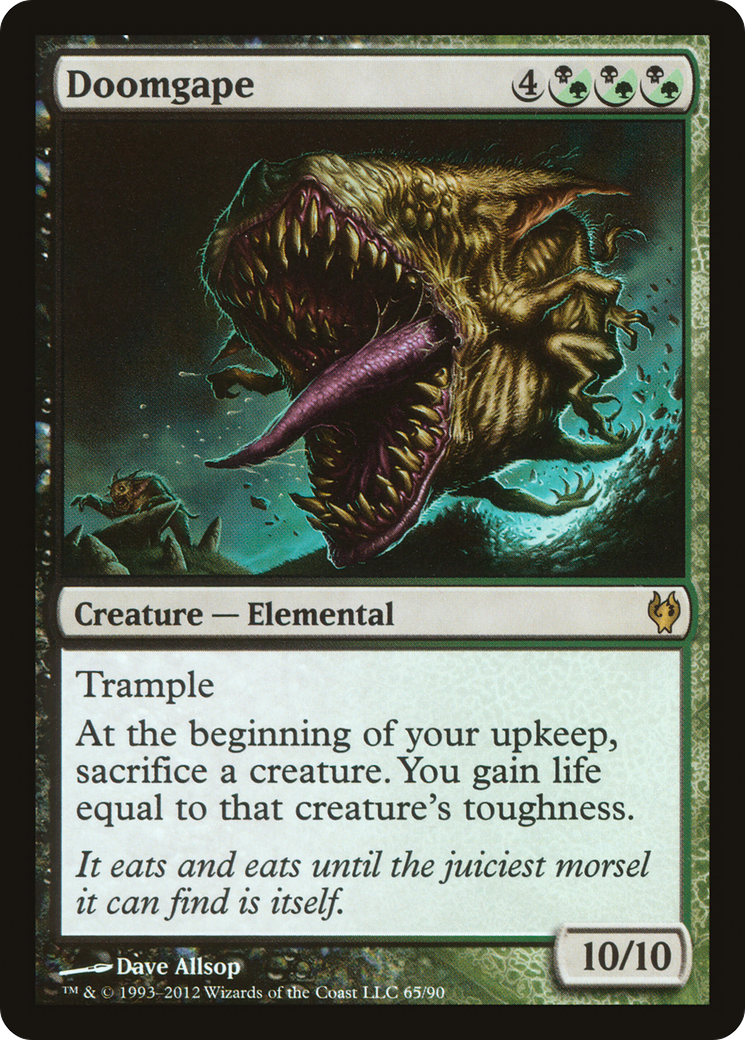 Doomgape 4
Creature — Elemental
Trample
At the beginning of your upkeep,
sacrifice a creature. You gain life
equal to that creature's toughness.
It eats and eats until the juiciest morsel
it can find is itself.
10/10
Dave Allsop
™ & © 1993–2012 Wizards of the Coast LLC 65/90